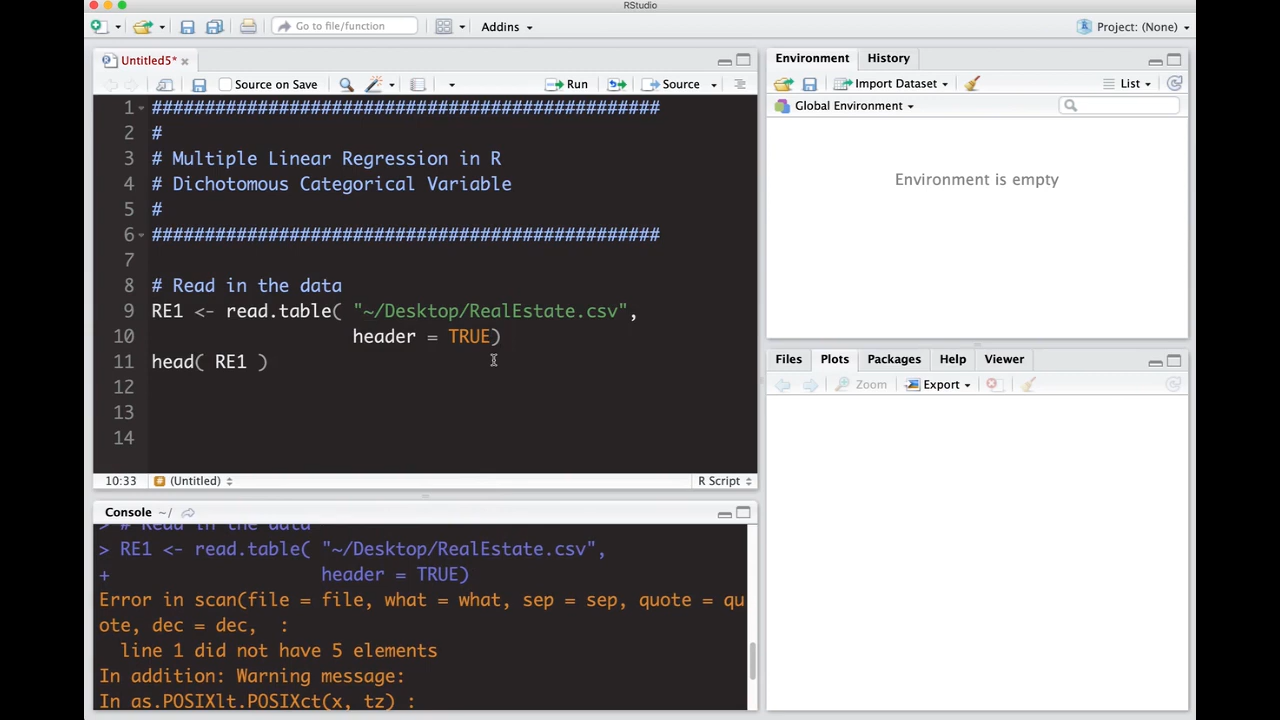 RStudio
Go to file/function
Addins
Project: (None)
Untitled5*
Source on Save
Run
Source
1 ################################################
2 #
3 # Multiple Linear Regression in R
4 # Dichotomous Categorical Variable
5 #
6 ################################################
7
8 # Read in the data
9 RE1 <- read.table( "~/Desktop/RealEstate.csv",
10 header = TRUE)
11 head( RE1 )
12
13
14
10:33 (Untitled) R Script
Console ~/
> # Read in the data
> RE1 <- read.table( "~/Desktop/RealEstate.csv",
+ header = TRUE)
Error in scan(file = file, what = what, sep = sep, quote = qu
ote, dec = dec, :
line 1 did not have 5 elements
In addition: Warning message:
In as.POSIXlt.POSIXct(x, tz) :
Environment History
Import Dataset List
Global Environment
Environment is empty
Files Plots Packages Help Viewer
Zoom Export